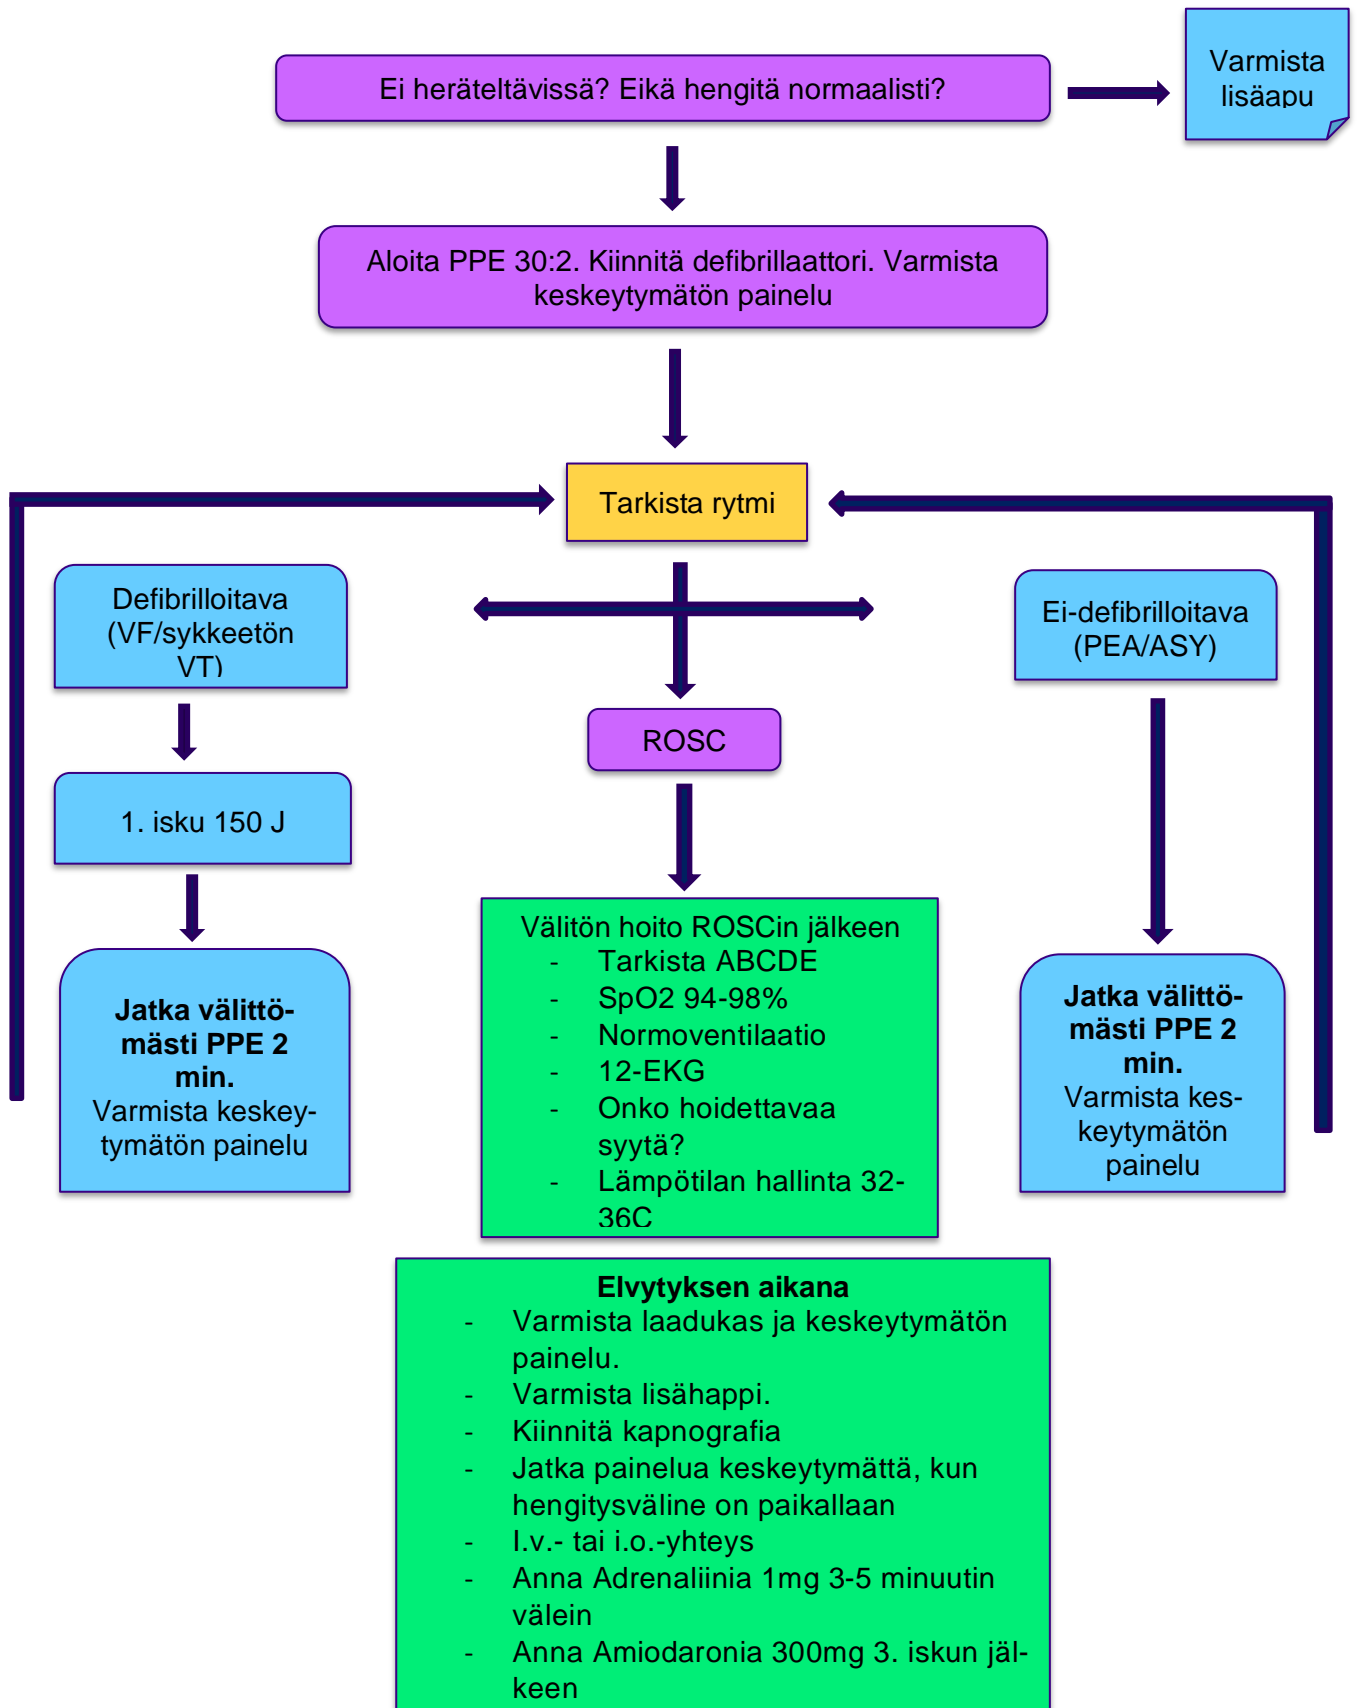 Ei heräteltävissä? Eikä hengitä normaalisti?
Varmista
lisäapu
Aloita PPE 30:2. Kiinnitä defibrillaattori. Varmista
keskeytymätön painelu
Tarkista rytmi
Defibrilloitava
(VF/sykkeetön
VT)
Ei-defibrilloitava
(PEA/ASY)
ROSC
1. isku 150 J
Jatka välittö-
mästi PPE 2
min.
Varmista keskey-
tymätön painelu
Välitön hoito ROSCin jälkeen
- Tarkista ABCDE
- SpO2 94-98%
- Normoventilaatio
- 12-EKG
- Onko hoidettavaa
syytä?
- Lämpötilan hallinta 32-
36C
Jatka välittö-
mästi PPE 2
min.
Varmista kes-
keytymätön
painelu
Elvytyksen aikana
- Varmista laadukas ja keskeytymätön
painelu.
- Varmista lisähappi.
- Kiinnitä kapnografia
- Jatka painelua keskeytymättä, kun
hengitysväline on paikallaan
- I.v.- tai i.o.-yhteys
- Anna Adrenaliinia 1mg 3-5 minuutin
välein
- Anna Amiodaronia 300mg 3. iskun jäl-
keen